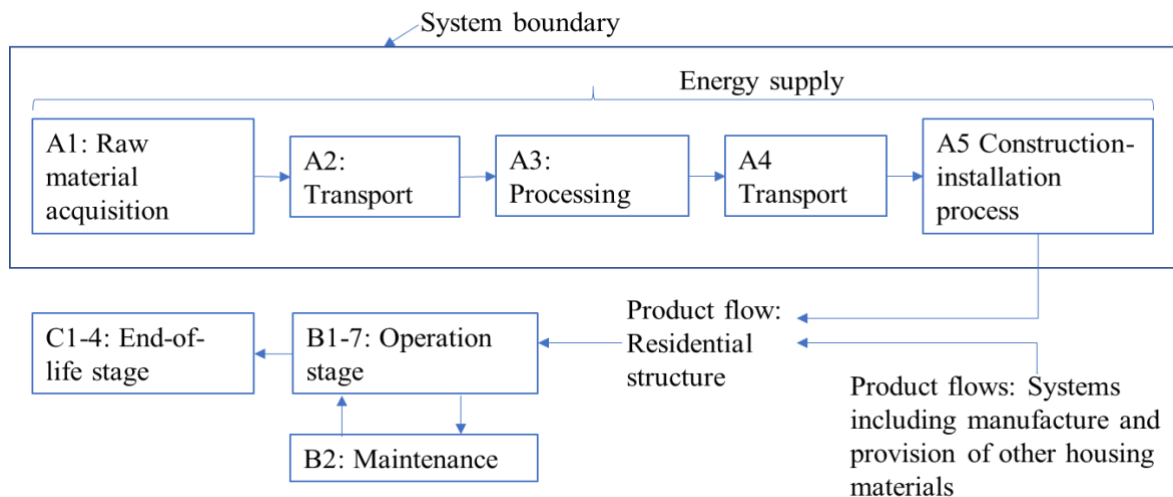 System boundary
Energy supply
A1: Raw
material
acquisition
A2:
Transport
A3:
Processing
A4
Transport
A5 Construction-
installation
process
C1-4: End-of-
life stage
B1-7: Operation
stage
B2: Maintenance
Product flow:
Residential
structure
Product flows: Systems
including manufacture and
provision of other housing
materials